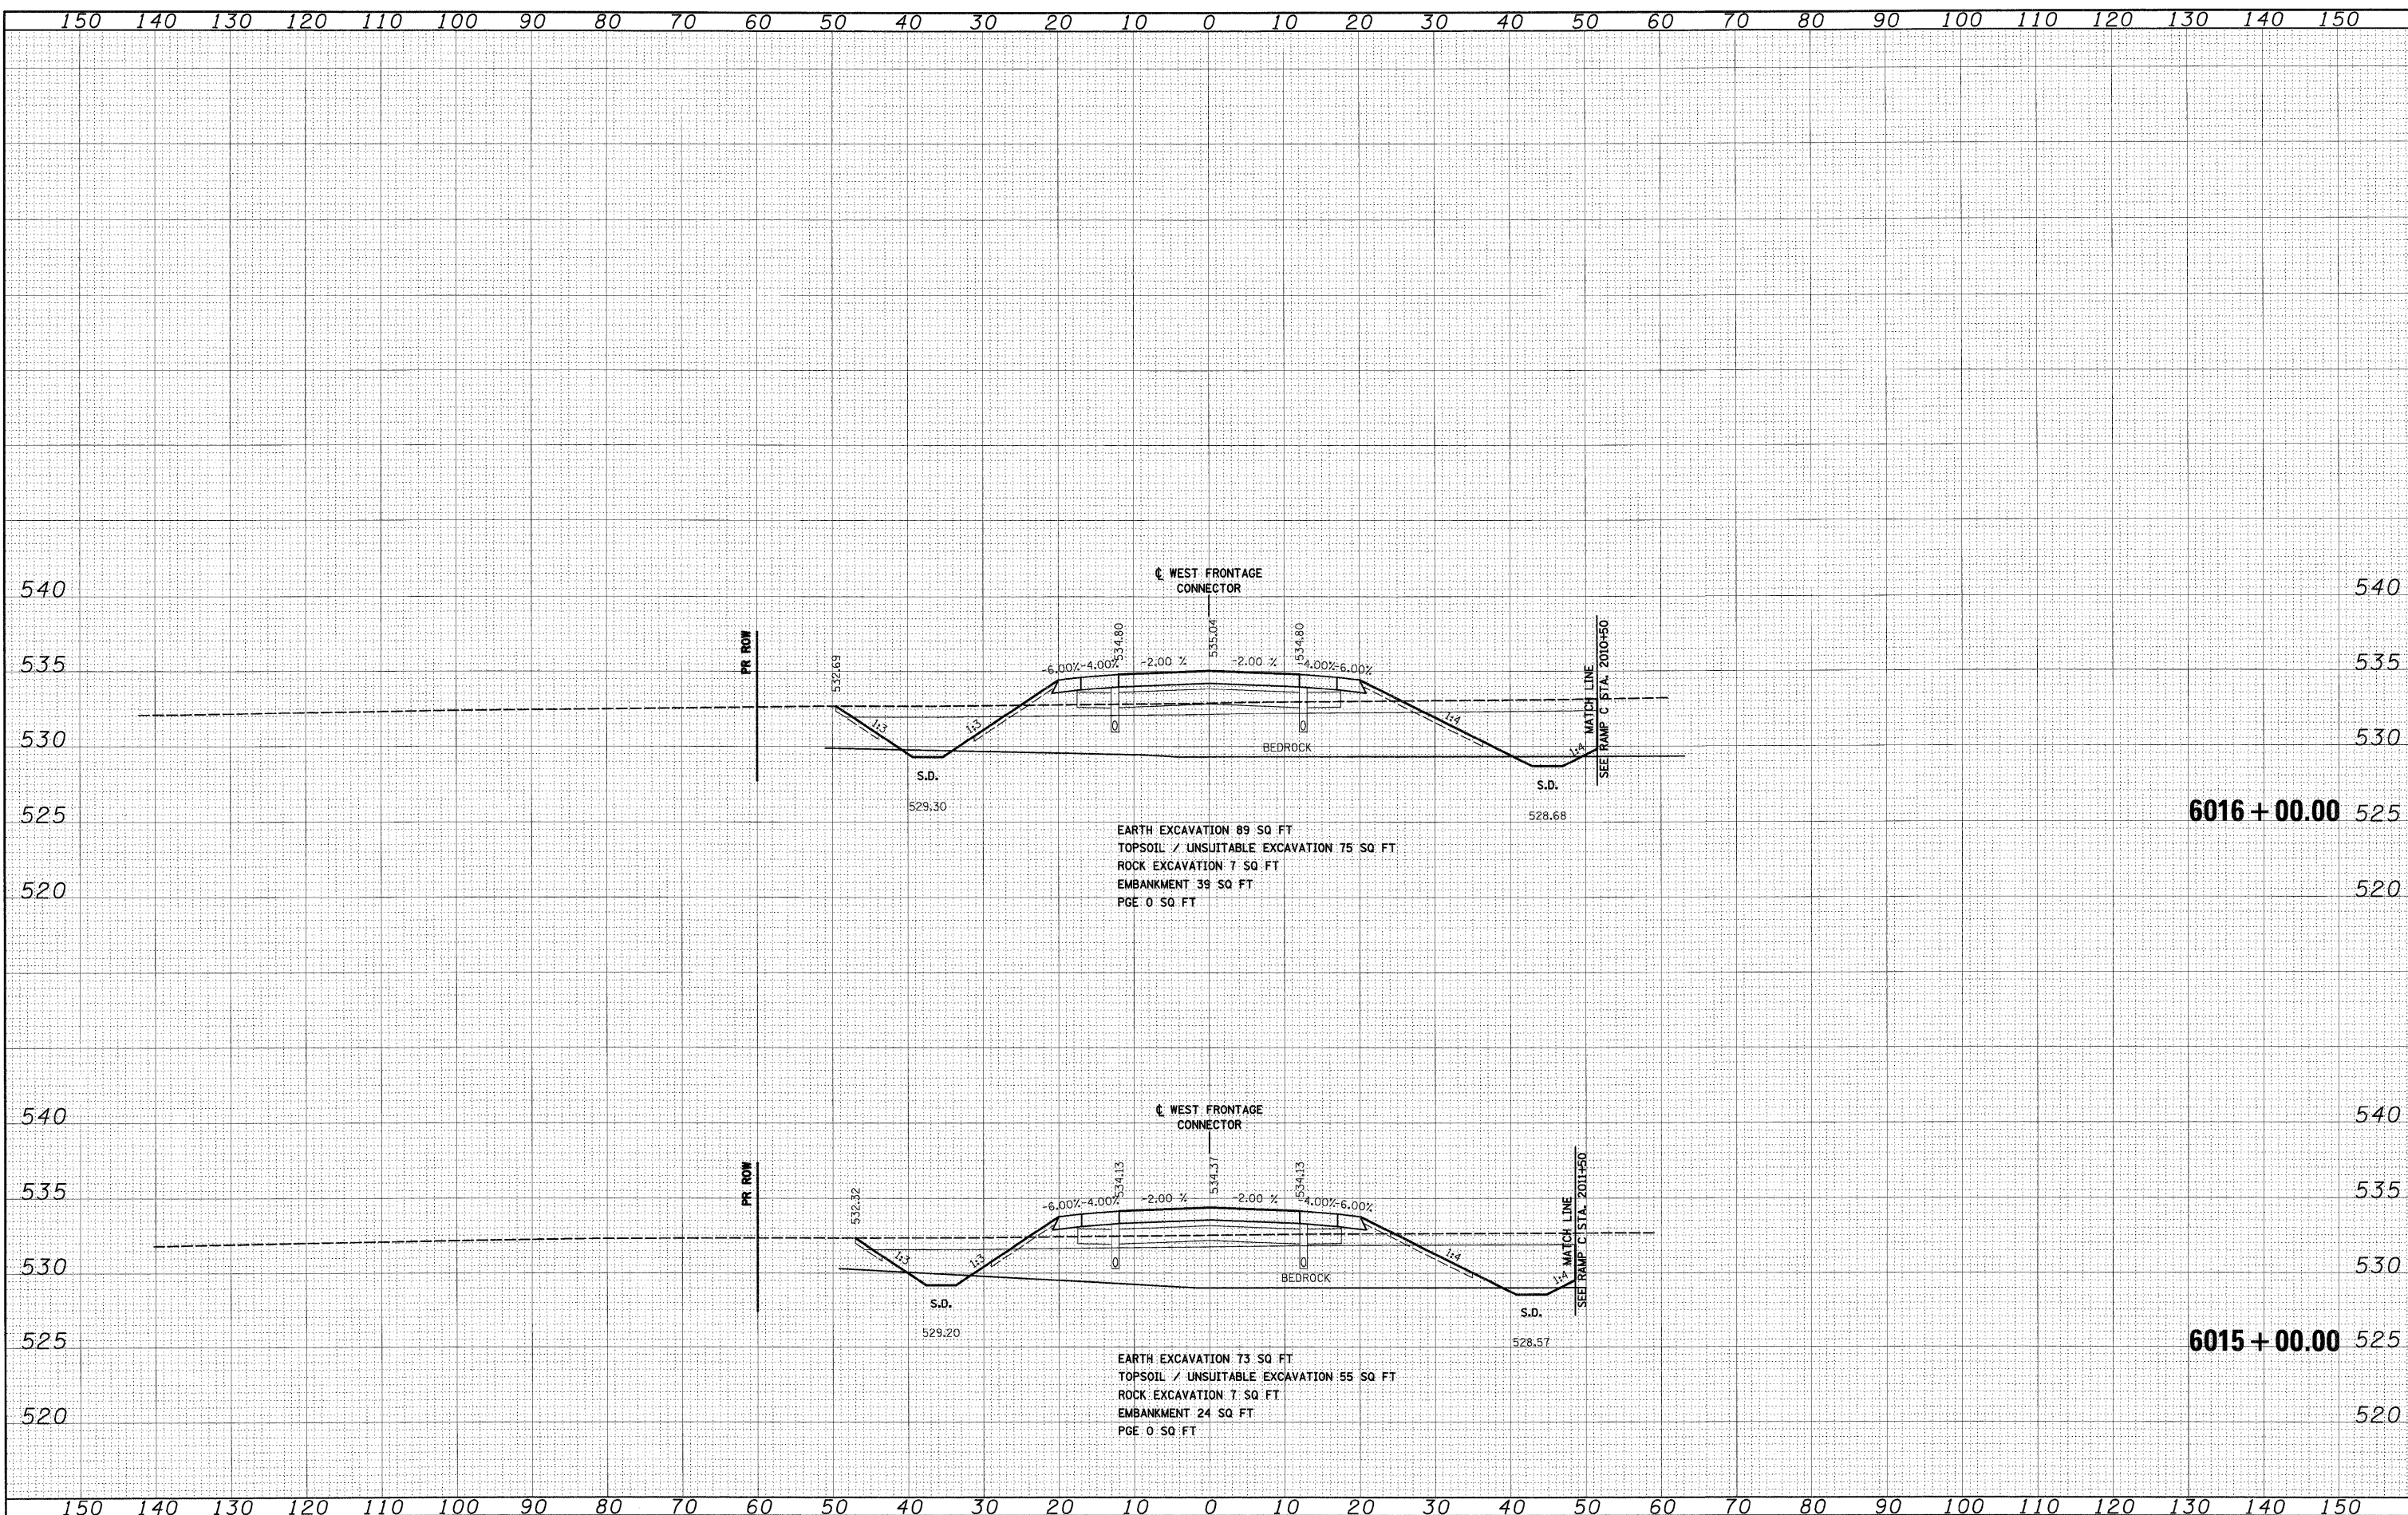 150 140 130 120 110 100 90 80 70 60 50 40 30 20 10 0 10 20 30 40 50 60 70 80 90 100 110 120 130 140 150
℄ WEST FRONTAGE
CONNECTOR
540 540
PR ROW
532.69
534.80
535.04
534.80
MATCH LINE
SEE RAMP C STA. 2010+50
535 535
-6.00% -4.00% -2.00 % -2.00 % -4.00% -6.00%
1:3 1:3 1:4 1:4
0 0
530 530
BEDROCK
S.D. S.D.
529.30 528.68
525 6016 + 00.00 525
EARTH EXCAVATION 89 SQ FT
TOPSOIL / UNSUITABLE EXCAVATION 75 SQ FT
ROCK EXCAVATION 7 SQ FT
EMBANKMENT 39 SQ FT
PGE 0 SQ FT
520 520
℄ WEST FRONTAGE
CONNECTOR
540 540
PR ROW
532.32
534.13
534.37
534.13
MATCH LINE
SEE RAMP C STA. 2011+50
535 535
-6.00% -4.00% -2.00 % -2.00 % -4.00% -6.00%
1:3 1:3 1:4 1:4
0 0
530 530
BEDROCK
S.D. S.D.
529.20 528.57
525 6015 + 00.00 525
EARTH EXCAVATION 73 SQ FT
TOPSOIL / UNSUITABLE EXCAVATION 55 SQ FT
ROCK EXCAVATION 7 SQ FT
EMBANKMENT 24 SQ FT
PGE 0 SQ FT
520 520
150 140 130 120 110 100 90 80 70 60 50 40 30 20 10 0 10 20 30 40 50 60 70 80 90 100 110 120 130 140 150